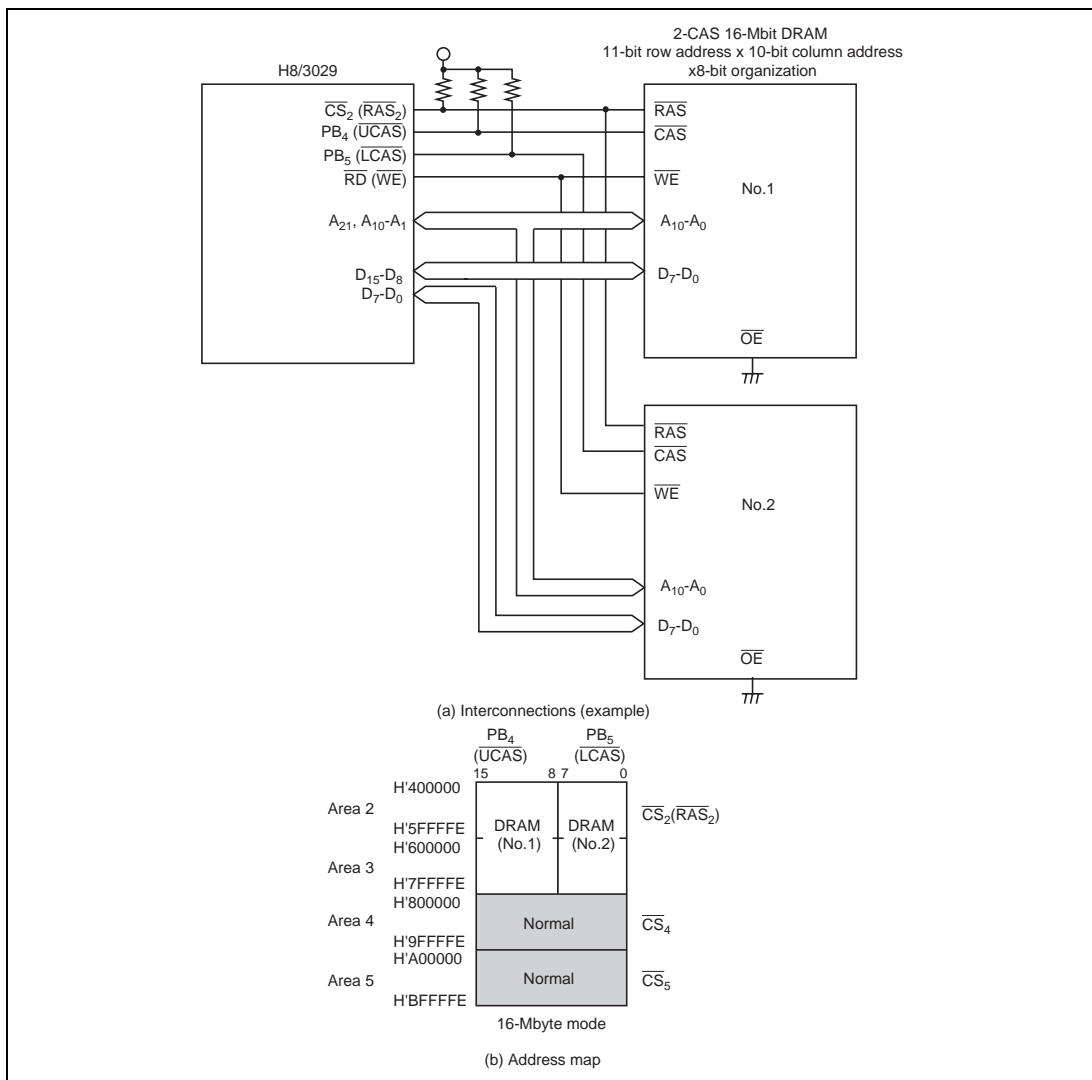 2-CAS 16-Mbit DRAM
11-bit row address x 10-bit column address
x8-bit organization
H8/3029
CS₂ (RAS₂)
PB₄ (UCAS)
PB₅ (LCAS)
RD (WE)
A₂₁, A₁₀-A₁
D₁₅-D₈
D₇-D₀
RAS
CAS
WE
No.1
A₁₀-A₀
D₇-D₀
OE
RAS
CAS
WE
No.2
A₁₀-A₀
D₇-D₀
OE
(a) Interconnections (example)
PB₄ (UCAS)
PB₅ (LCAS)
15 8 7 0
H'400000
Area 2
H'5FFFFE
H'600000
Area 3
H'7FFFFE
H'800000
Area 4
H'9FFFFE
H'A00000
Area 5
H'BFFFFE
DRAM (No.1)
DRAM (No.2)
Normal
Normal
CS₂(RAS₂)
CS₄
CS₅
16-Mbyte mode
(b) Address map